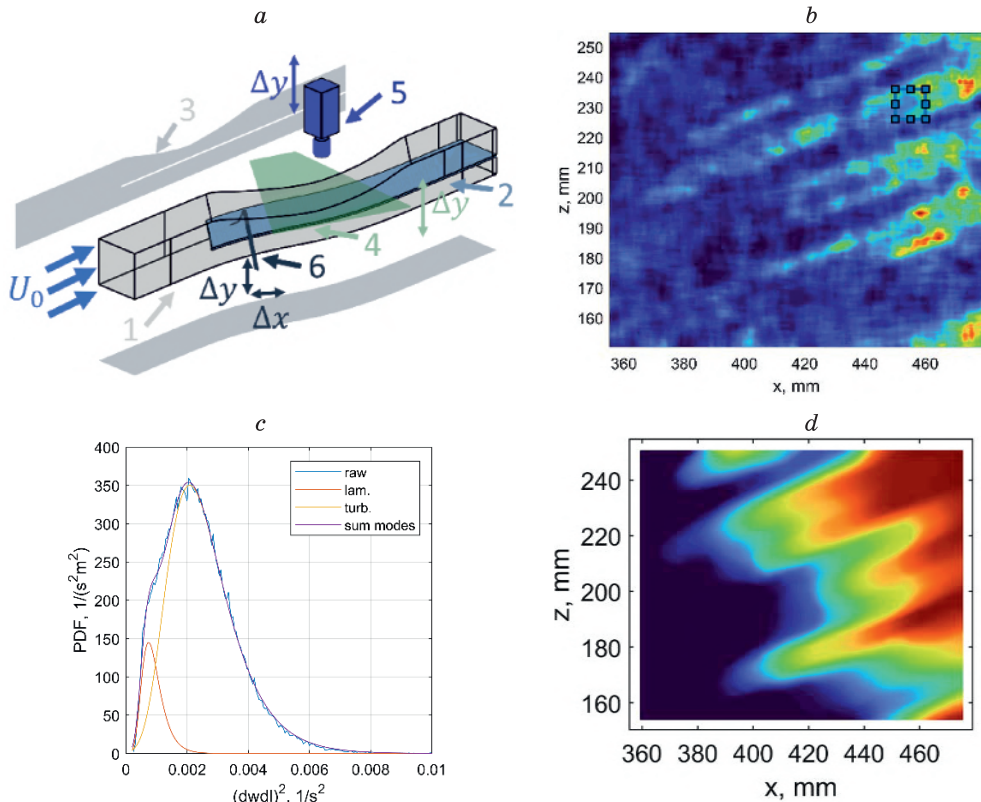 a
Δy
5
3
2
Δy
4
6
U₀
Δy
1
Δx
b
250
240
230
220
210
200
190
180
170
160
z, mm
360 380 400 420 440 460
x, mm
c
400
350
300
250
200
150
100
50
0
PDF, 1/(s²m²)
raw
lam.
turb.
sum modes
0 0.002 0.004 0.006 0.008 0.01
(dwdl)², 1/s²
d
240
220
200
180
160
z, mm
360 380 400 420 440 460
x, mm